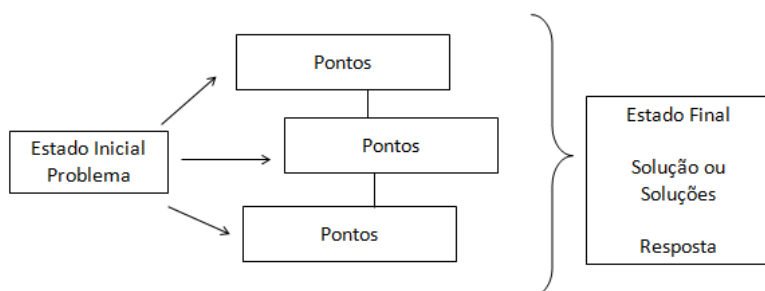 Estado Inicial
Problema
Pontos
Pontos
Pontos
Estado Final
Solução ou
Soluções
Resposta